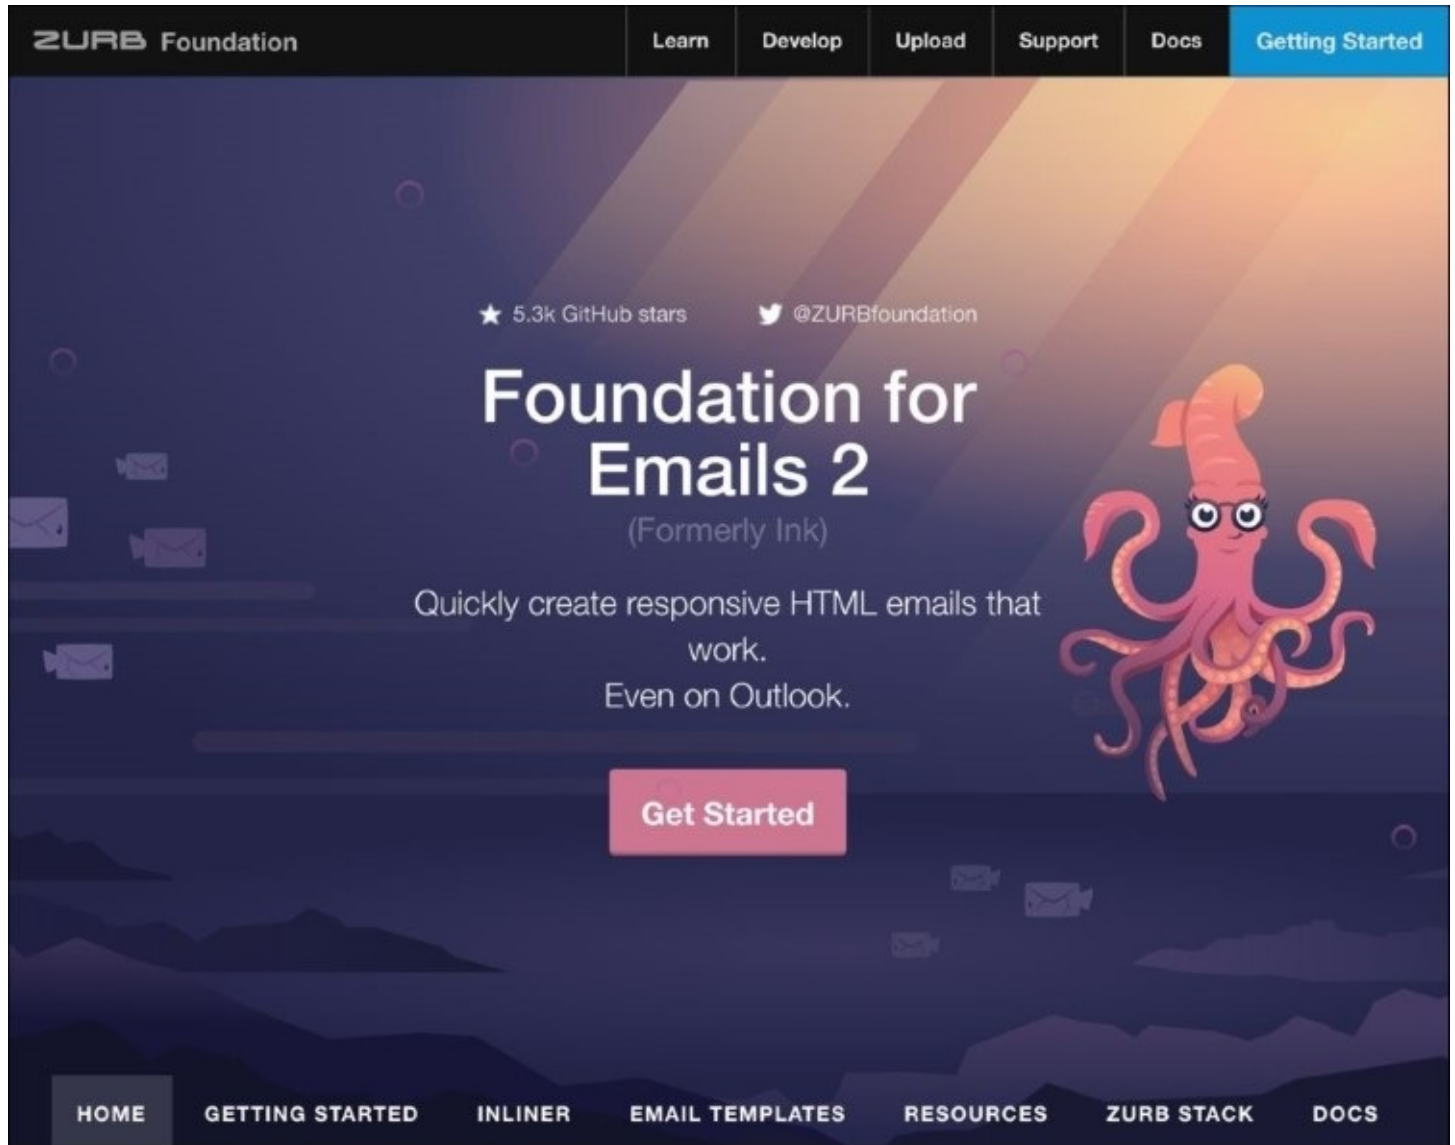 ZURB Foundation
Learn
Develop
Upload
Support
Docs
Getting Started
5.3k GitHub stars
@ZURBfoundation
Foundation for
Emails 2
(Formerly Ink)
Quickly create responsive HTML emails that
work.
Even on Outlook.
Get Started
HOME
GETTING STARTED
INLINER
EMAIL TEMPLATES
RESOURCES
ZURB STACK
DOCS